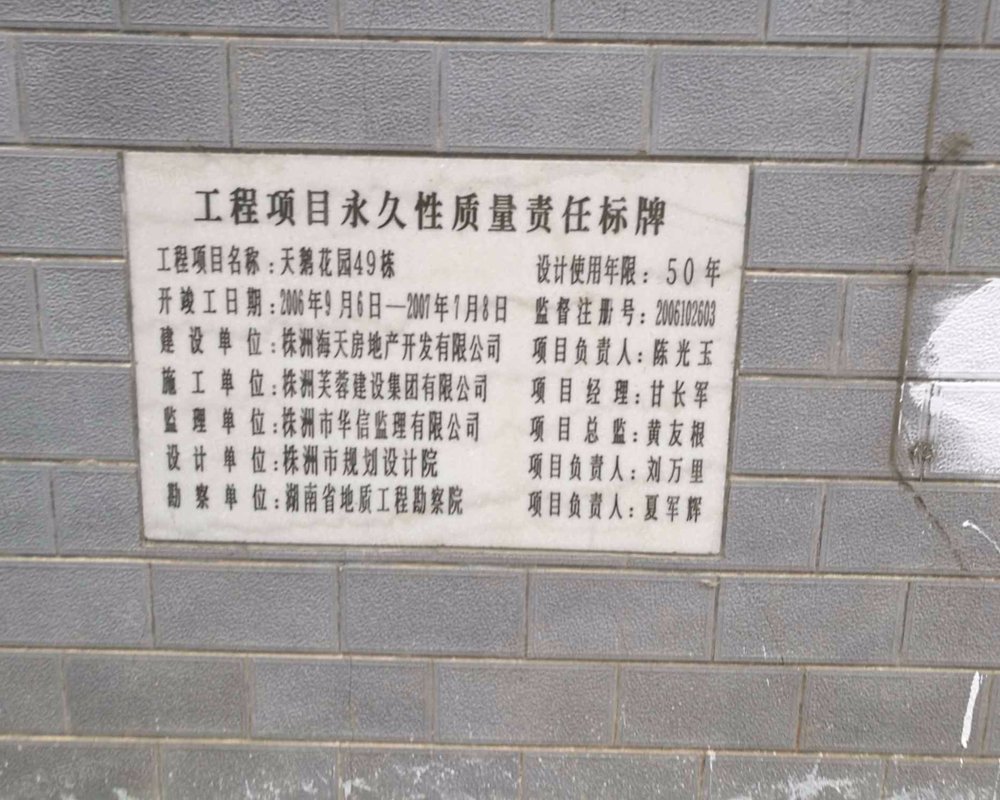 工程项目永久性质量责任标牌
工程项目名称：天鹅花园49栋 设计使用年限：50年
开竣工日期：2006年9月6日—2007年7月8日 监督注册号：2006102603
建设单位：株洲海天房地产开发有限公司 项目负责人：陈光玉
施工单位：株洲芙蓉建设集团有限公司 项目经理：甘长军
监理单位：株洲市华信监理有限公司 项目总监：黄友根
设计单位：株洲市规划设计院 项目负责人：刘万里
勘察单位：湖南省地质工程勘察院 项目负责人：夏军辉